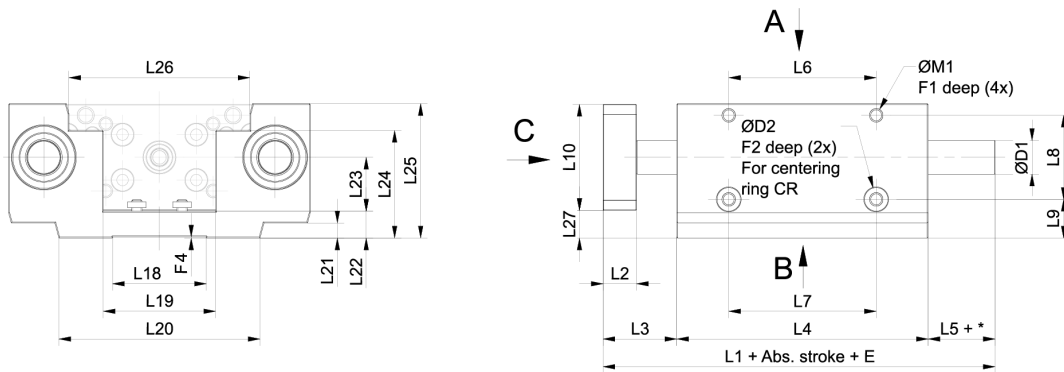 L26
L25
L24
L23
L22
L21
F4
L18
L19
L20
A
L6
ØM1
F1 deep (4x)
C
L10
ØD2
F2 deep (2x)
For centering
ring CR
ØD1
L8
L9
L27
L2
B
L7
L3
L4
L5 + *
L1 + Abs. stroke + E